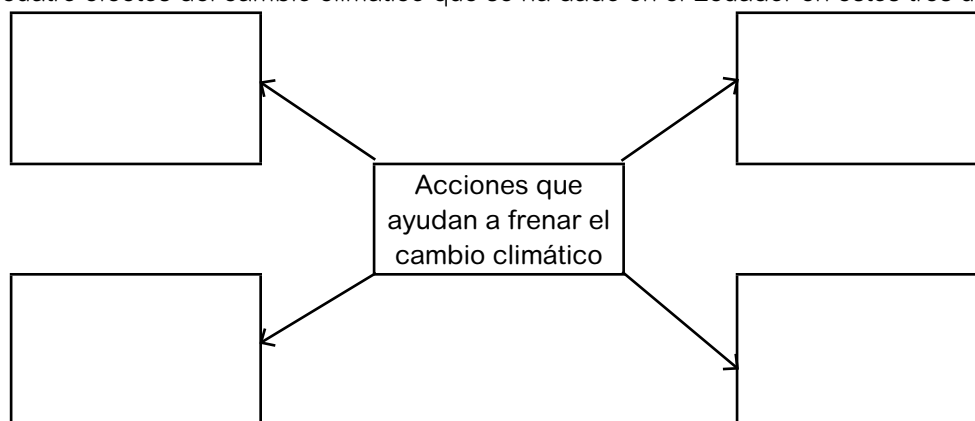 cuatro efectos del cambio climático que se ha dado en el Ecuador en estos tres
Acciones que
ayudan a frenar el
cambio climático